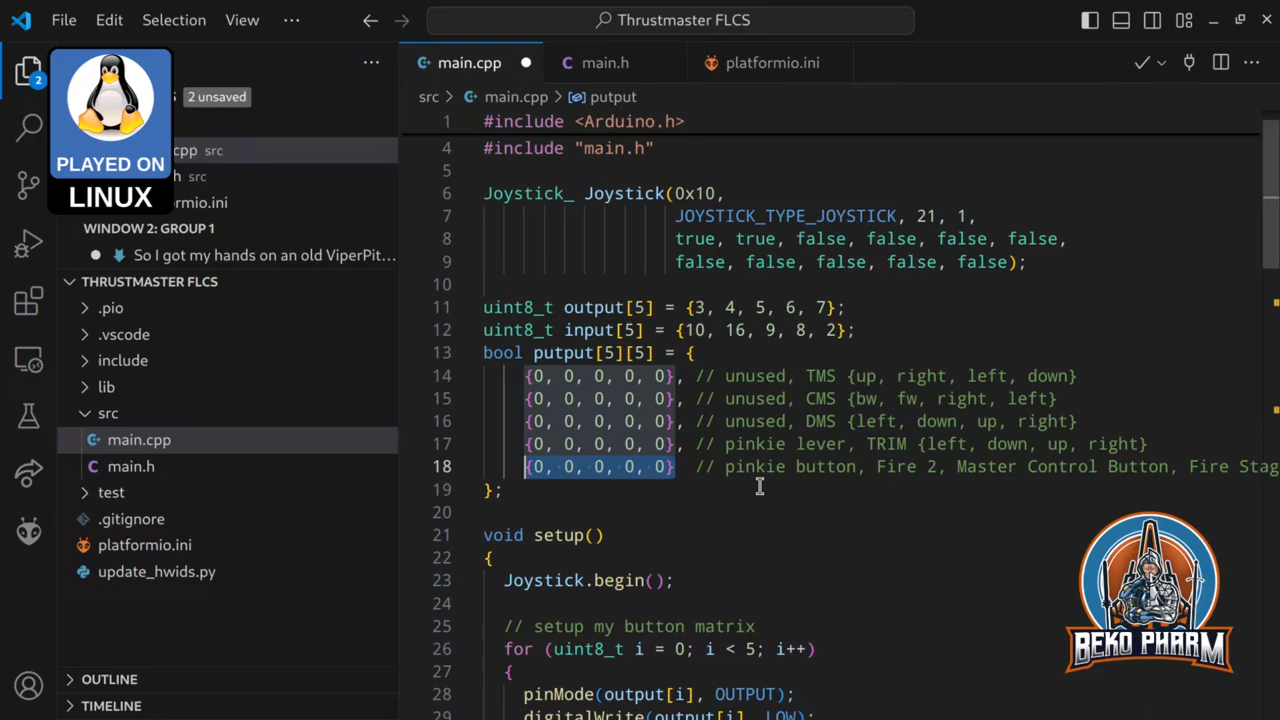 File Edit Selection View ··· Thrustmaster FLCS
2 unsaved
PLAYED ON
LINUX
cpp src
h src
ormio.ini
WINDOW 2: GROUP 1
So I got my hands on an old ViperPit...
THRUSTMASTER FLCS
.pio
.vscode
include
lib
src
main.cpp
main.h
test
.gitignore
platformio.ini
update_hwids.py
OUTLINE
TIMELINE
2
main.cpp main.h platformio.ini
src > main.cpp > putput
1 #include <Arduino.h>
4 #include "main.h"
5
6 Joystick_ Joystick(0x10,
7 JOYSTICK_TYPE_JOYSTICK, 21, 1,
8 true, true, false, false, false, false,
9 false, false, false, false, false);
10
11 uint8_t output[5] = {3, 4, 5, 6, 7};
12 uint8_t input[5] = {10, 16, 9, 8, 2};
13 bool putput[5][5] = {
14 {0, 0, 0, 0, 0}, // unused, TMS {up, right, left, down}
15 {0, 0, 0, 0, 0}, // unused, CMS {bw, fw, right, left}
16 {0, 0, 0, 0, 0}, // unused, DMS {left, down, up, right}
17 {0, 0, 0, 0, 0}, // pinkie lever, TRIM {left, down, up, right}
18 {0, 0, 0, 0, 0} // pinkie button, Fire 2, Master Control Button, Fire Stag
19 };
20
21 void setup()
22 {
23 Joystick.begin();
24
25 // setup my button matrix
26 for (uint8_t i = 0; i < 5; i++)
27 {
28 pinMode(output[i], OUTPUT);
29 digitalWrite(output[i], LOW);
BEKO PHARM